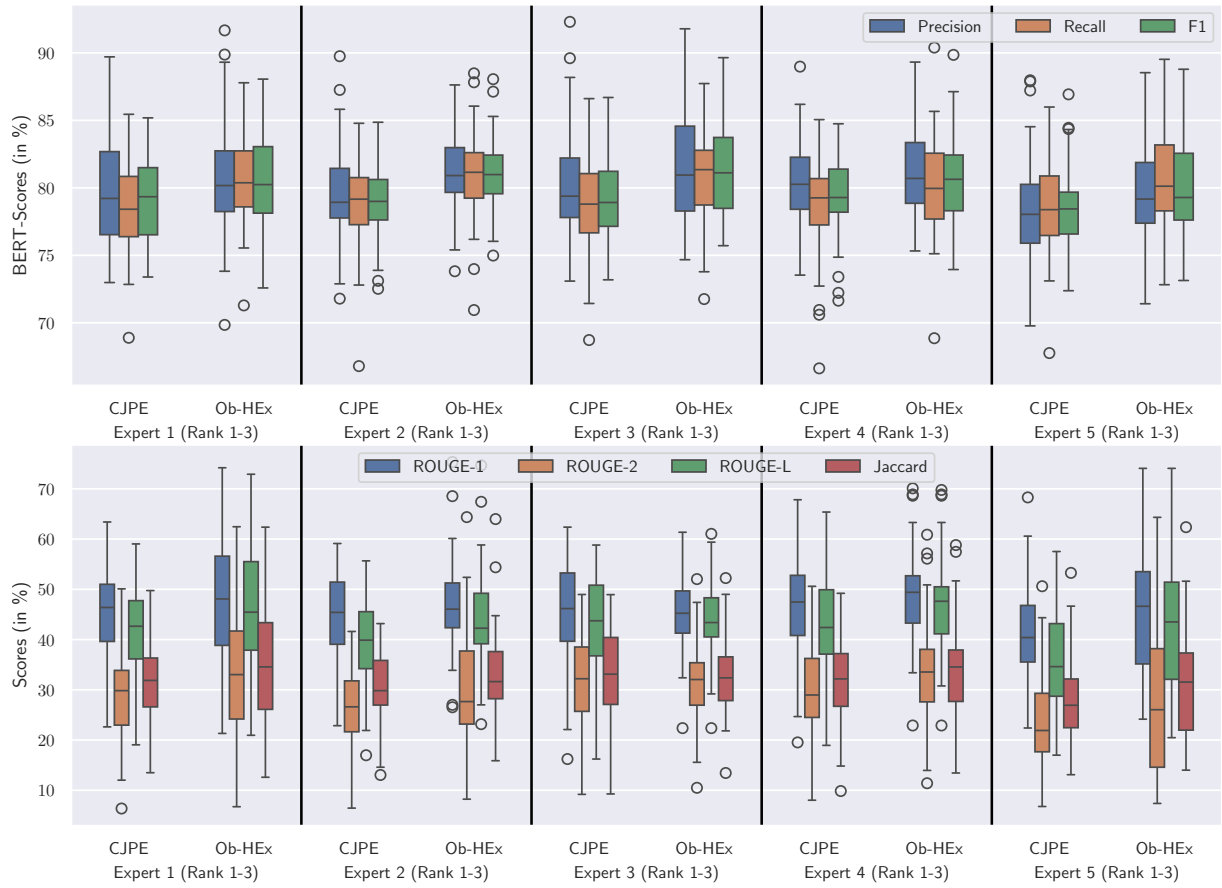 Precision Recall F1
90
85
80
75
70
BERT-Scores (in %)
CJPE Ob-HEx CJPE Ob-HEx CJPE Ob-HEx CJPE Ob-HEx CJPE Ob-HEx
Expert 1 (Rank 1-3) Expert 2 (Rank 1-3) Expert 3 (Rank 1-3) Expert 4 (Rank 1-3) Expert 5 (Rank 1-3)
ROUGE-1 ROUGE-2 ROUGE-L Jaccard
70
60
50
40
30
20
10
Scores (in %)
CJPE Ob-HEx CJPE Ob-HEx CJPE Ob-HEx CJPE Ob-HEx CJPE Ob-HEx
Expert 1 (Rank 1-3) Expert 2 (Rank 1-3) Expert 3 (Rank 1-3) Expert 4 (Rank 1-3) Expert 5 (Rank 1-3)